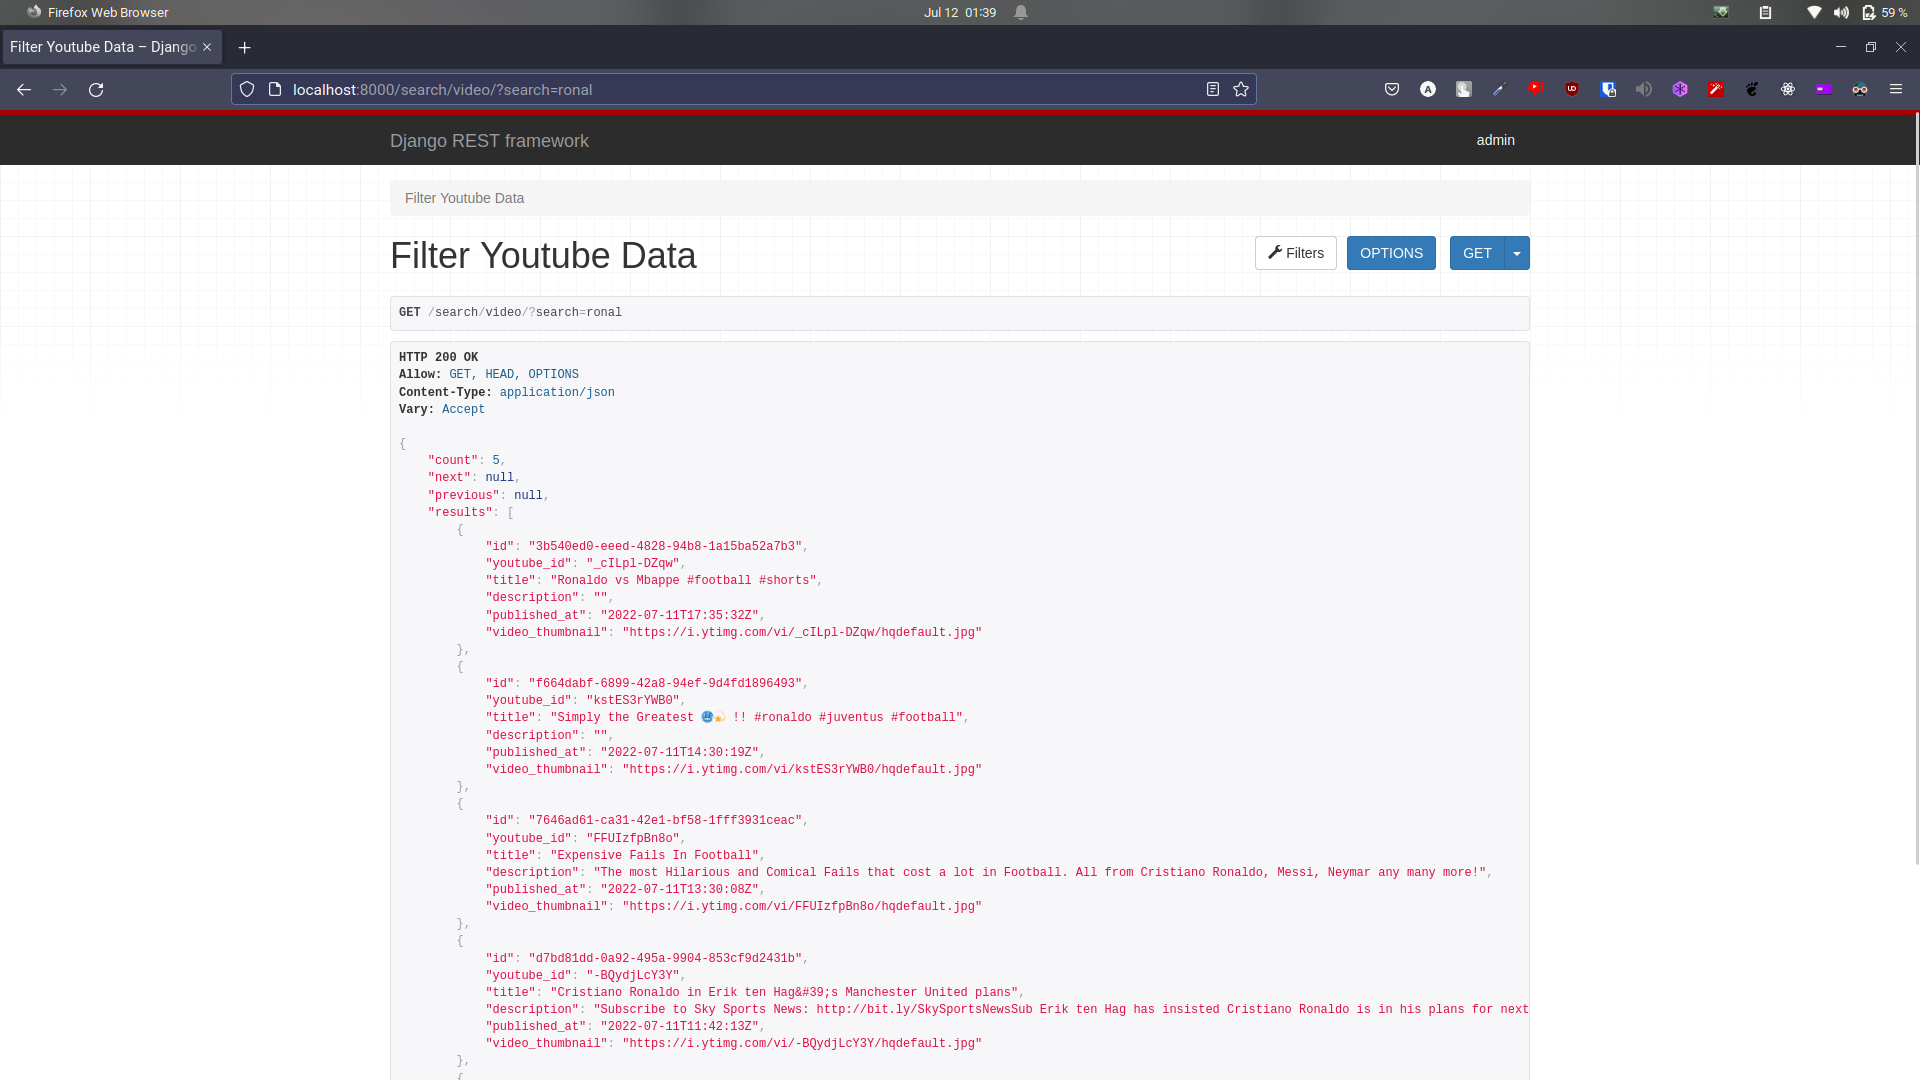 Firefox Web Browser
Jul 12 01:39
59 %
Filter Youtube Data – Django
localhost:8000/search/video/?search=ronal
Django REST framework
admin
Filter Youtube Data
Filter Youtube Data
Filters
OPTIONS
GET
GET /search/video/?search=ronal
HTTP 200 OK
Allow: GET, HEAD, OPTIONS
Content-Type: application/json
Vary: Accept
{
    "count": 5,
    "next": null,
    "previous": null,
    "results": [
        {
            "id": "3b540ed0-eeed-4828-94b8-1a15ba52a7b3",
            "youtube_id": "_cILpl-DZqw",
            "title": "Ronaldo vs Mbappe #football #shorts",
            "description": "",
            "published_at": "2022-07-11T17:35:32Z",
            "video_thumbnail": "https://i.ytimg.com/vi/_cILpl-DZqw/hqdefault.jpg"
        },
        {
            "id": "f664dabf-6899-42a8-94ef-9d4fd1896493",
            "youtube_id": "kstES3rYWB0",
            "title": "Simply the Greatest 🥶💫 !! #ronaldo #juventus #football",
            "description": "",
            "published_at": "2022-07-11T14:30:19Z",
            "video_thumbnail": "https://i.ytimg.com/vi/kstES3rYWB0/hqdefault.jpg"
        },
        {
            "id": "7646ad61-ca31-42e1-bf58-1fff3931ceac",
            "youtube_id": "FFUIzfpBn8o",
            "title": "Expensive Fails In Football",
            "description": "The most Hilarious and Comical Fails that cost a lot in Football. All from Cristiano Ronaldo, Messi, Neymar any many more!",
            "published_at": "2022-07-11T13:30:08Z",
            "video_thumbnail": "https://i.ytimg.com/vi/FFUIzfpBn8o/hqdefault.jpg"
        },
        {
            "id": "d7bd81dd-0a92-495a-9904-853cf9d2431b",
            "youtube_id": "-BQydjLcY3Y",
            "title": "Cristiano Ronaldo in Erik ten Hag&#39;s Manchester United plans",
            "description": "Subscribe to Sky Sports News: http://bit.ly/SkySportsNewsSub Erik ten Hag has insisted Cristiano Ronaldo is in his plans for next
            "published_at": "2022-07-11T11:42:13Z",
            "video_thumbnail": "https://i.ytimg.com/vi/-BQydjLcY3Y/hqdefault.jpg"
        },
        {